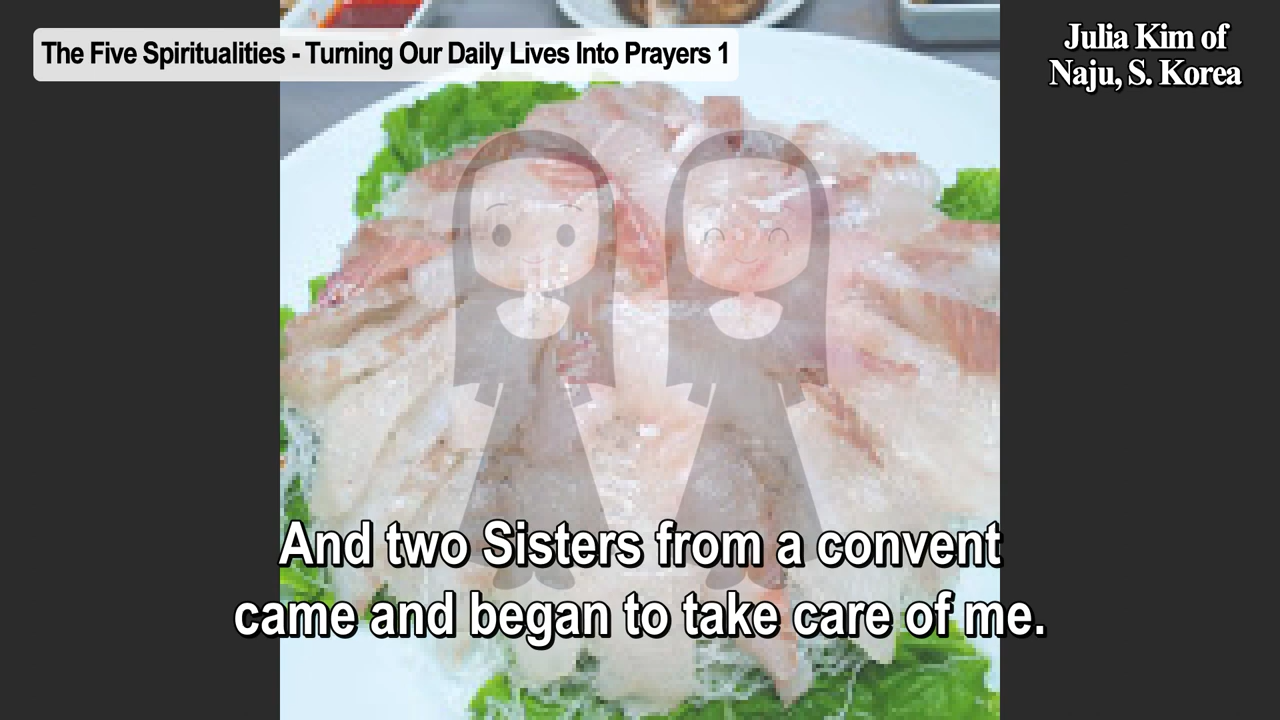 The Five Spiritualities - Turning Our Daily Lives Into Prayers 1
Julia Kim of
Naju, S. Korea
And two Sisters from a convent
came and began to take care of me.